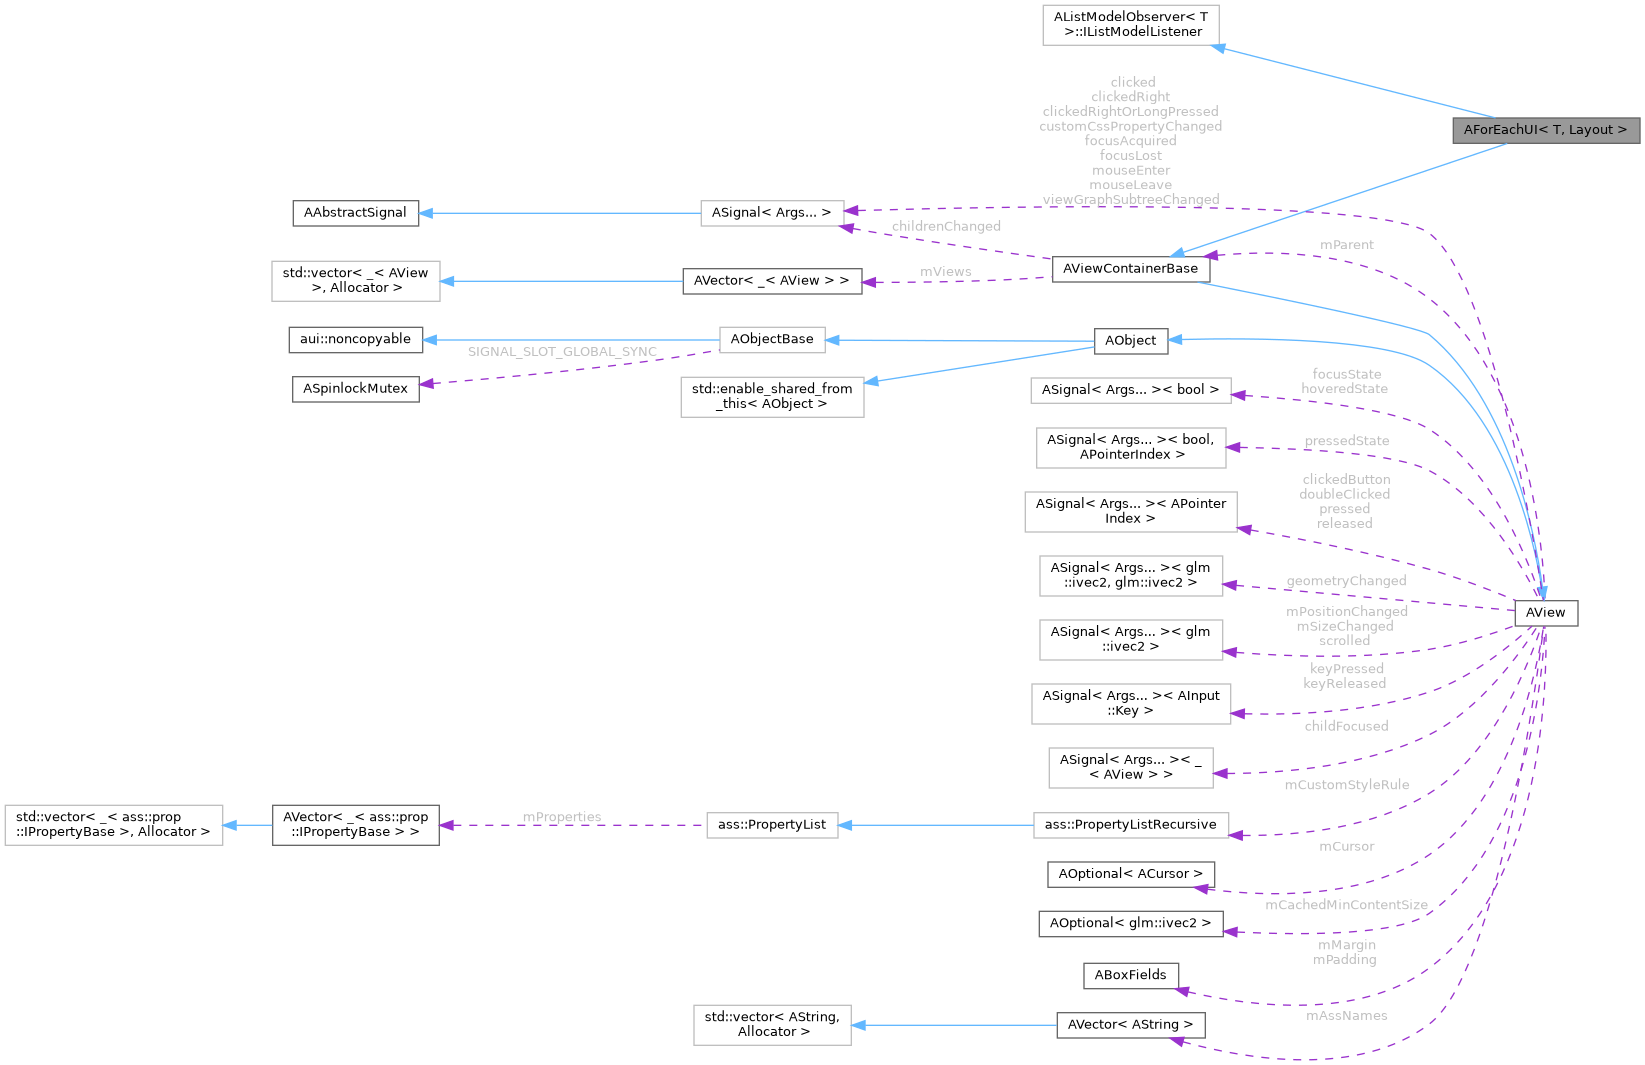 AListModelObserver< T
>::IListModelListener
clicked
clickedRight
clickedRightOrLongPressed
customCssPropertyChanged
focusAcquired
focusLost
mouseEnter
mouseLeave
viewGraphSubtreeChanged
AForEachUI< T, Layout >
AAbstractSignal
ASignal< Args... >
childrenChanged
mParent
std::vector< _< AView
>, Allocator >
AVector< _< AView > >
mViews
AViewContainerBase
aui::noncopyable
AObjectBase
AObject
SIGNAL_SLOT_GLOBAL_SYNC
ASpinlockMutex
std::enable_shared_from
_this< AObject >
ASignal< Args... >< bool >
focusState
hoveredState
ASignal< Args... >< bool,
APointerIndex >
pressedState
ASignal< Args... >< APointer
Index >
clickedButton
doubleClicked
pressed
released
ASignal< Args... >< glm
::ivec2, glm::ivec2 >
geometryChanged
AView
ASignal< Args... >< glm
::ivec2 >
mPositionChanged
mSizeChanged
scrolled
ASignal< Args... >< AInput
::Key >
keyPressed
keyReleased
ASignal< Args... >< _
< AView > >
childFocused
std::vector< _< ass::prop
::IPropertyBase >, Allocator >
AVector< _< ass::prop
::IPropertyBase > >
mProperties
ass::PropertyList
ass::PropertyListRecursive
mCustomStyleRule
AOptional< ACursor >
mCursor
AOptional< glm::ivec2 >
mCachedMinContentSize
ABoxFields
mMargin
mPadding
std::vector< AString,
Allocator >
AVector< AString >
mAssNames